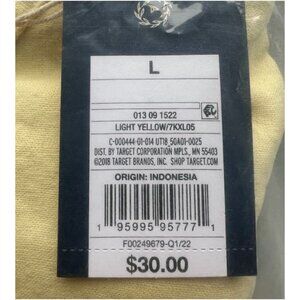 L
013 09 1522
LIGHT YELLOW/7KXL05
C-000444-01-014 UT18_50A01-0025
DIST. BY TARGET CORPORATION MPLS., MN 55403
©2018 TARGET BRANDS, INC. SHOP TARGET.COM
ORIGIN: INDONESIA
1 95995 95777 1
F00249679-Q1/22
$30.00